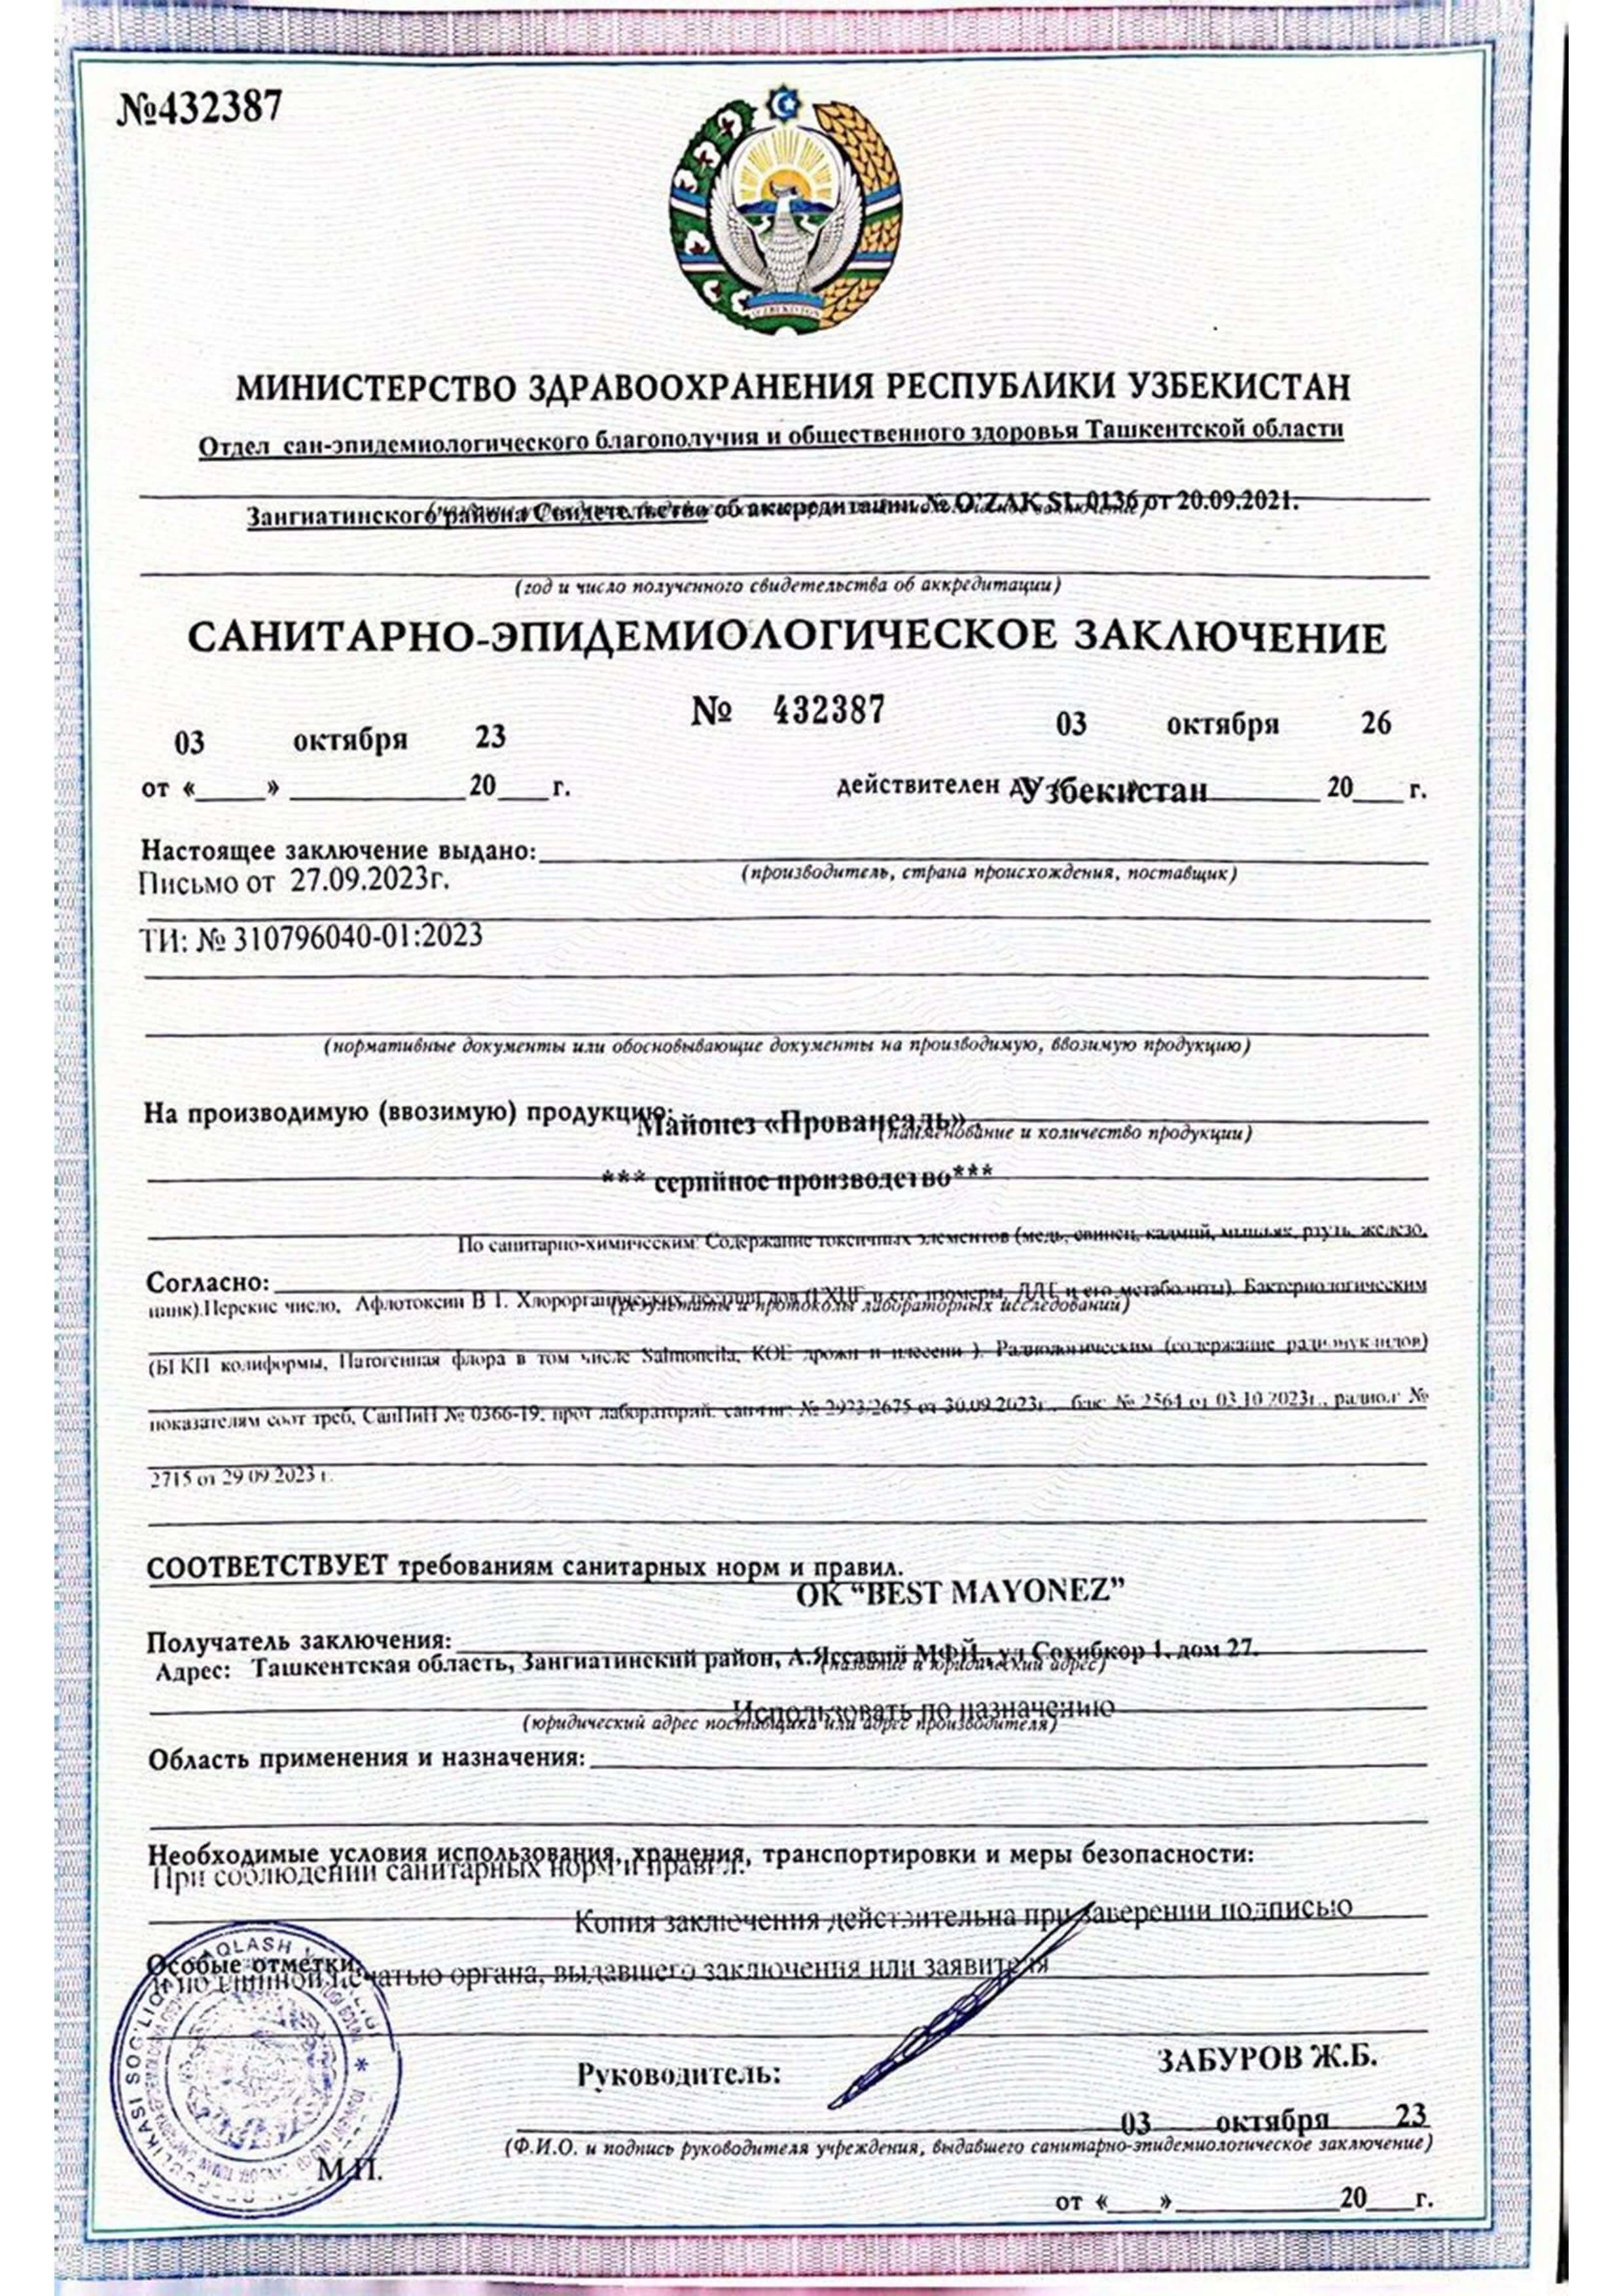 №432387
МИНИСТЕРСТВО ЗДРАВООХРАНЕНИЯ РЕСПУБЛИКИ УЗБЕКИСТАН
Отдел сан-эпидемиологического благополучия и общественного здоровья Ташкентской области
Зангиатинского района Свидетельство об аккредитации № O'ZAK.SL.0136 от 20.09.2021.
(год и число полученного свидетельства об аккредитации)
САНИТАРНО-ЭПИДЕМИОЛОГИЧЕСКОЕ ЗАКЛЮЧЕНИЕ
№ 432387
03 октября 23 03 октября 26
от «____» ________ 20___г. действителен до
Узбекистан 20___г.
Настоящее заключение выдано:
(производитель, страна происхождения, поставщик)
Письмо от 27.09.2023г.
ТИ: № 310796040-01:2023
(нормативные документы или обосновывающие документы на производимую, ввозимую продукцию)
На производимую (ввозимую) продукцию:
Майонез «Провансаль»
(наименование и количество продукции)
*** серийное производство***
По санитарно-химическим: Содержание токсичных элементов (медь, свинец, кадмий, мышьяк, ртуть, железо,
Согласно:
цинк).Перекис число, Афлотоксин В 1. Хлорорганических пестицидов (ГХЦГ и его изомеры, ДДТ и его метаболиты). Бактериологическим
(результаты и протоколы лабораторных исследований)
(БГКП колиформы, Патогенная флора в том числе Salmonella, КОЕ дрожи и плесени ). Радиологическим (содержание радионуклидов)
показателям соот треб. СанПиН № 0366-19. прот лабораторий: сан-гиг: № 2923/2675 от 30.09.2023г., бак: № 2564 от 03.10.2023г., радиол: №
2715 от 29.09.2023 г.
СООТВЕТСТВУЕТ требованиям санитарных норм и правил.
ОК “BEST MAYONEZ”
Получатель заключения:
Адрес: Ташкентская область, Зангиатинский район, А.Яссавий МФЙ., ул Сохибкор 1, дом 27.
(название и юридический адрес)
Использовать по назначению
(юридический адрес поставщика или адрес производителя)
Область применения и назначения:
Необходимые условия использования, хранения, транспортировки и меры безопасности:
При соблюдении санитарных норм и правил.
Копия заключения действительна при заверении подписью
Особые отметки:
печатью органа, выдавшего заключения или заявителя
Руководитель: ЗАБУРОВ Ж.Б.
03 октября 23
(Ф.И.О. и подпись руководителя учреждения, выдавшего санитарно-эпидемиологическое заключение)
М.П.
от «____» ________ 20___г.